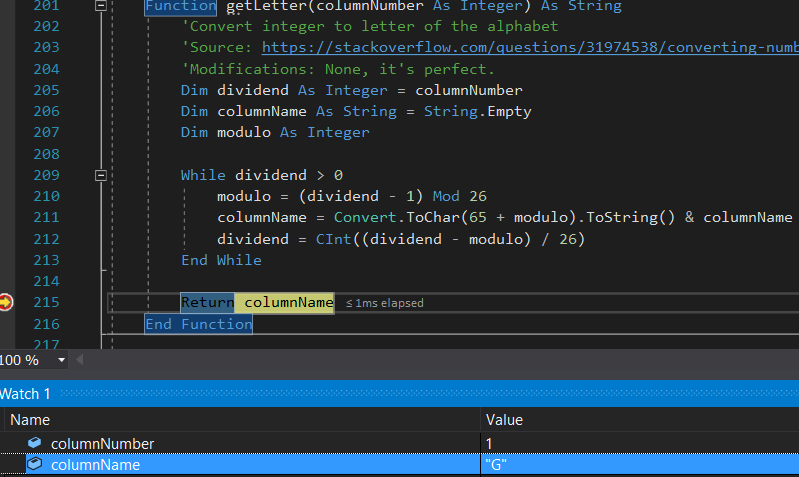 201 Function getLetter(columnNumber As Integer) As String
202 'Convert integer to letter of the alphabet
203 'Source: https://stackoverflow.com/questions/31974538/converting-numb
204 'Modifications: None, it's perfect.
205 Dim dividend As Integer = columnNumber
206 Dim columnName As String = String.Empty
207 Dim modulo As Integer
208
209 While dividend > 0
210 modulo = (dividend - 1) Mod 26
211 columnName = Convert.ToChar(65 + modulo).ToString() & columnName
212 dividend = CInt((dividend - modulo) / 26)
213 End While
214
215 Return columnName ≤ 1ms elapsed
216 End Function
217
100 %
Watch 1
Name Value
columnNumber 1
columnName "G"